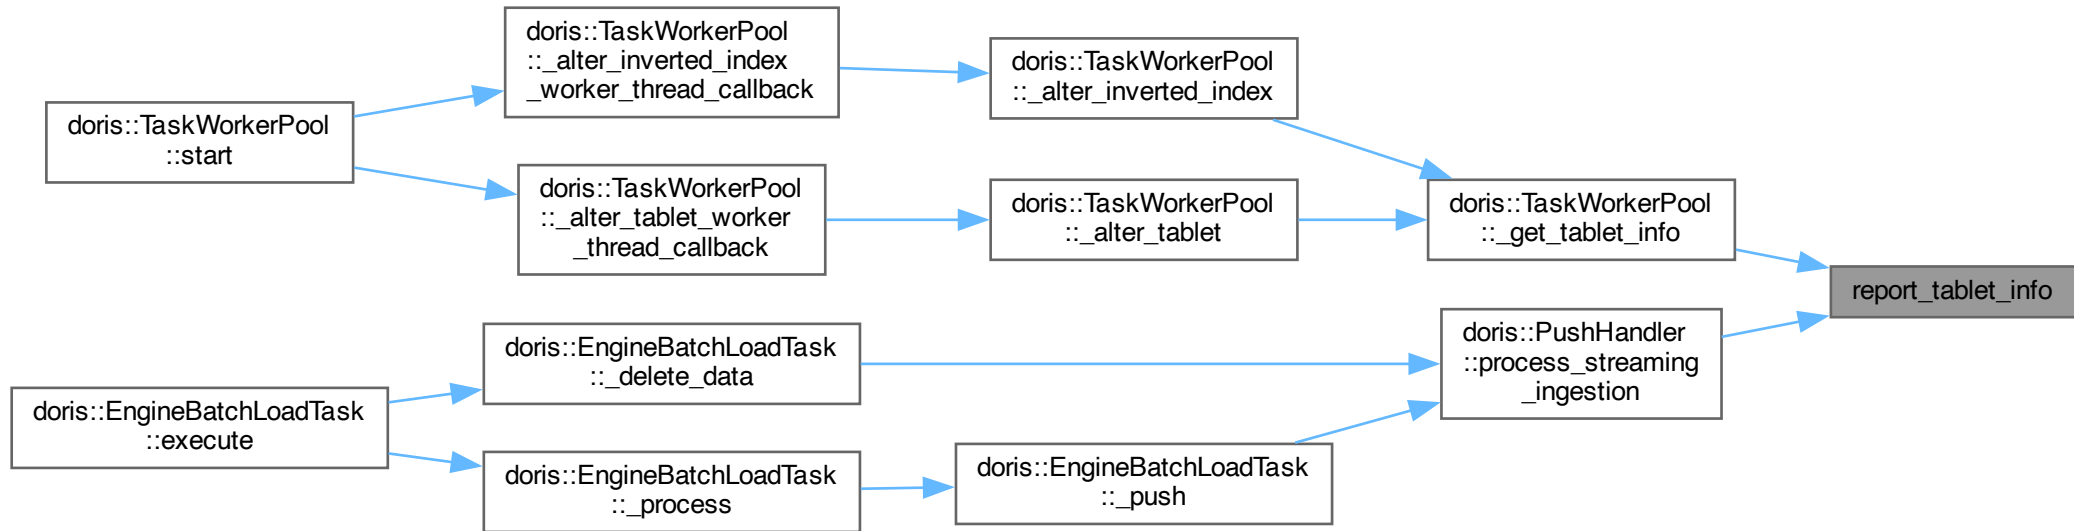 doris::TaskWorkerPool
::start
doris::TaskWorkerPool
::_alter_inverted_index
_worker_thread_callback
doris::TaskWorkerPool
::_alter_inverted_index
doris::TaskWorkerPool
::_alter_tablet_worker
_thread_callback
doris::TaskWorkerPool
::_alter_tablet
doris::TaskWorkerPool
::_get_tablet_info
report_tablet_info
doris::EngineBatchLoadTask
::execute
doris::EngineBatchLoadTask
::_delete_data
doris::EngineBatchLoadTask
::_process
doris::EngineBatchLoadTask
::_push
doris::PushHandler
::process_streaming
_ingestion